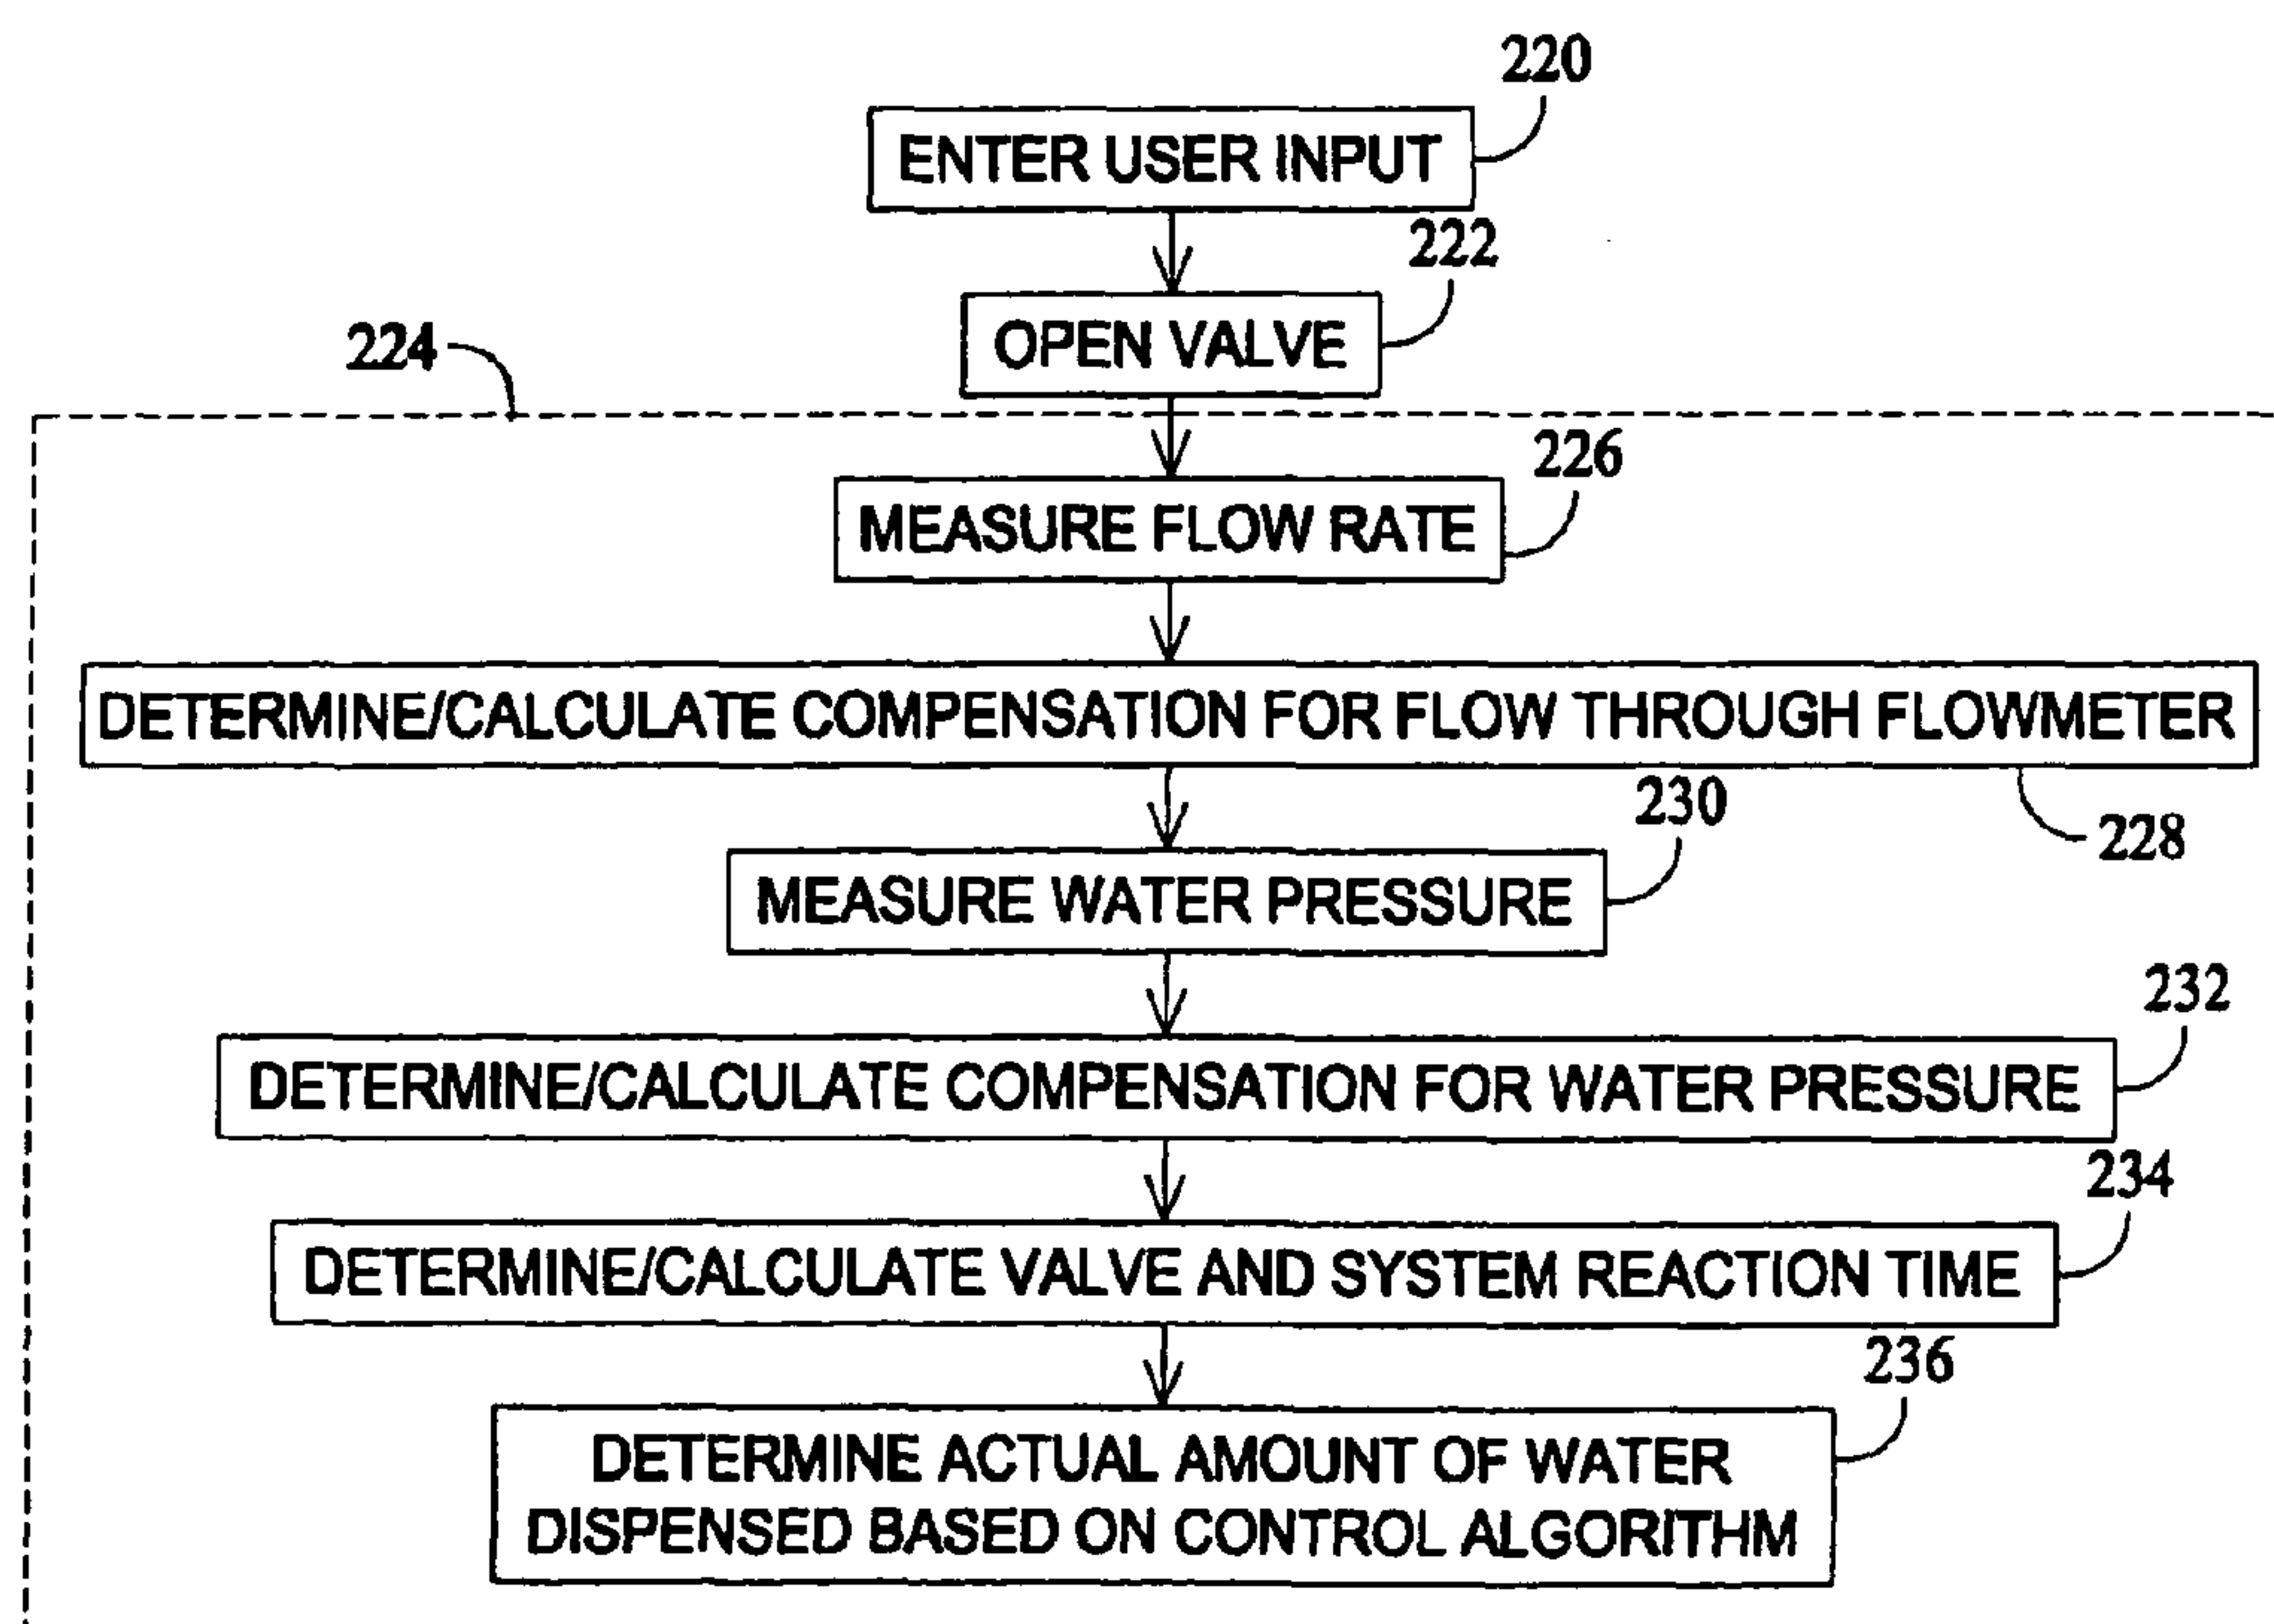 220
ENTER USER INPUT
222
OPEN VALVE
224
226
MEASURE FLOW RATE
DETERMINE/CALCULATE COMPENSATION FOR FLOW THROUGH FLOWMETER
230
228
MEASURE WATER PRESSURE
232
DETERMINE/CALCULATE COMPENSATION FOR WATER PRESSURE
234
DETERMINE/CALCULATE VALVE AND SYSTEM REACTION TIME
236
DETERMINE ACTUAL AMOUNT OF WATER
DISPENSED BASED ON CONTROL ALGORITHM